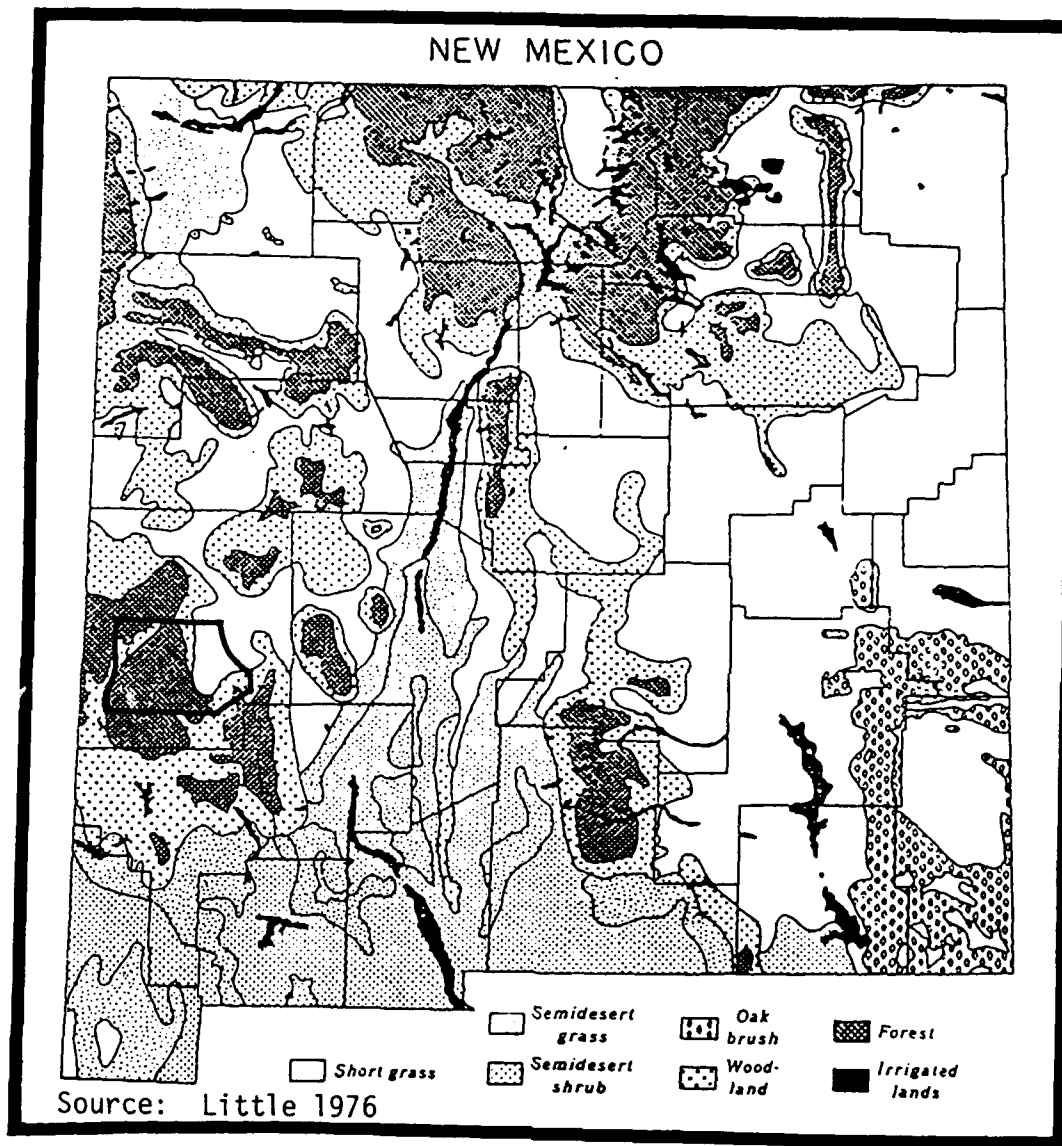 NEW MEXICO
Semidesert
grass
Oak
brush
Forest
Short grass
Semidesert
shrub
Wood-
land
Irrigated
lands
Source: Little 1976